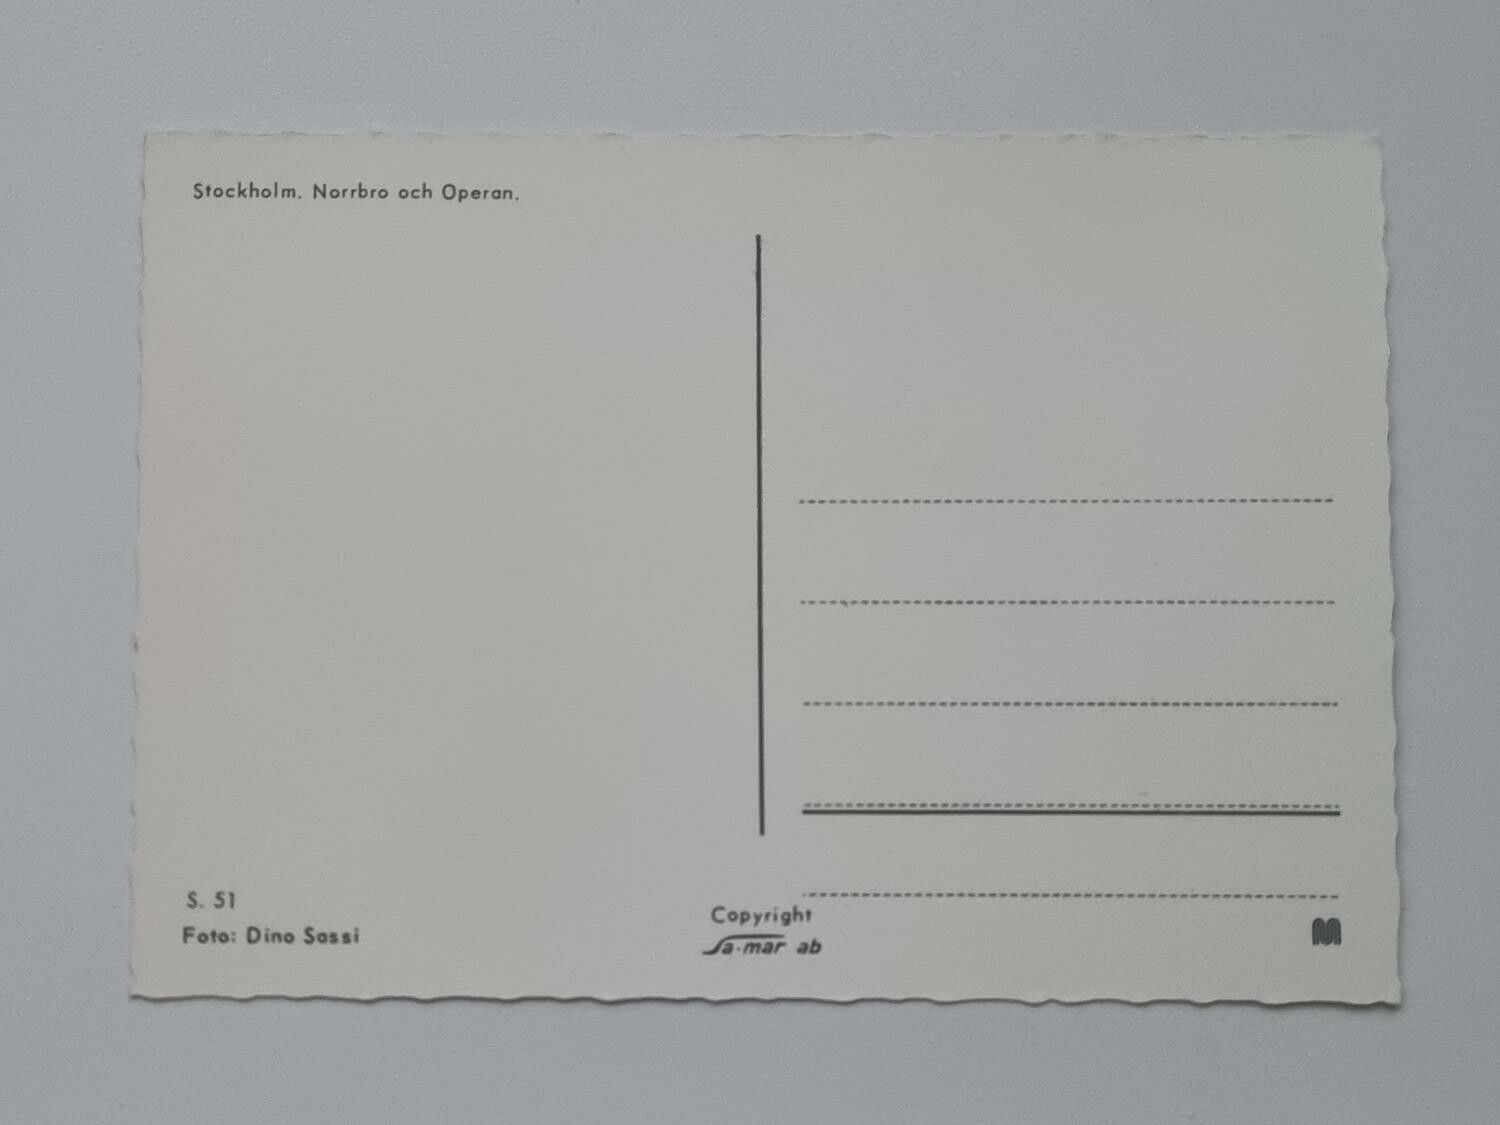 Stockholm. Norrbro och Operan.
S. 51
Foto: Dino Sassi
Copyright
Sa-mar ab
M